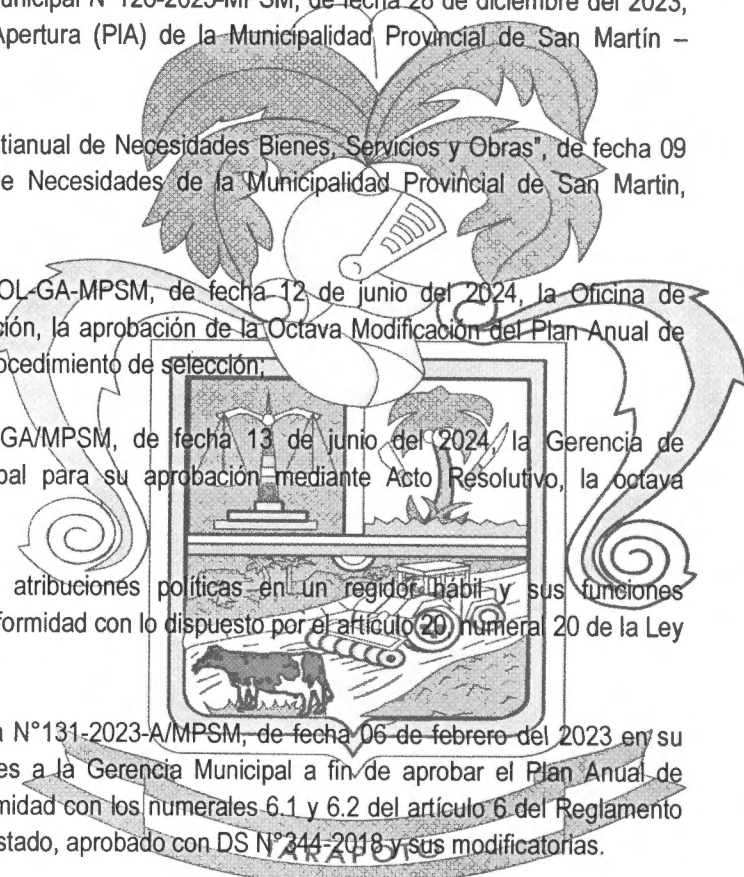 unicipal N°120-2023-MPSM, de fecha 26 de diciembre del 2023,
Apertura (PIA) de la Municipalidad Provincial de San Martín –
tianual de Necesidades Bienes, Servicios y Obras", de fecha 09
e Necesidades de la Municipalidad Provincial de San Martin,
OL-GA-MPSM, de fecha 12 de junio del 2024, la Oficina de
ción, la aprobación de la Octava Modificación del Plan Anual de
ocedimiento de selección;
GA/MPSM, de fecha 13 de junio del 2024, la Gerencia de
pal para su aprobación mediante Acto Resolutivo, la octava
atribuciones políticas en un regidor hábil y sus funciones
formidad con lo dispuesto por el artículo 20, numeral 20 de la Ley
N°131-2023-A/MPSM, de fecha 06 de febrero del 2023 en su
es a la Gerencia Municipal a fin de aprobar el Plan Anual de
midad con los numerales 6.1 y 6.2 del artículo 6 del Reglamento
stado, aprobado con DS N°344-2018 y sus modificatorias.
TARAPOTO